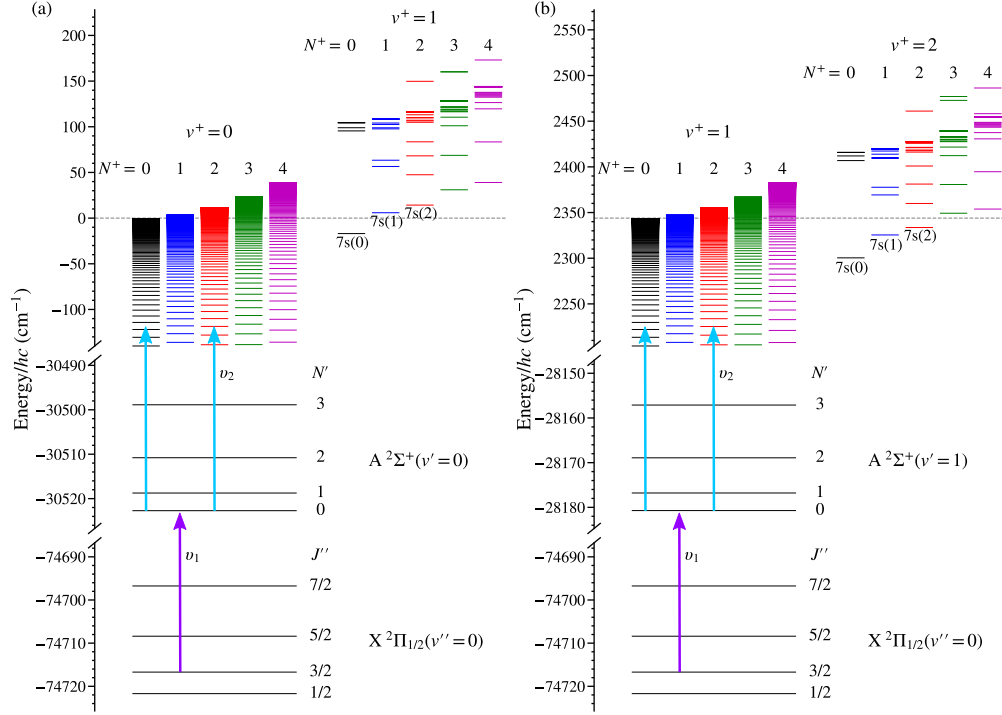 (a)
v⁺ = 1
N⁺ = 0 1 2 3 4
v⁺ = 0
N⁺ = 0 1 2 3 4
7s(0)
7s(1)
7s(2)
200
150
100
50
0
−50
−100
Energy/hc (cm⁻¹)
−30490
−30500
−30510
−30520
υ₂
N′
3
2
1
0
A ²Σ⁺(v′ = 0)
−74690
−74700
−74710
−74720
υ₁
J′′
7/2
5/2
3/2
1/2
X ²Π₁/₂(v′′ = 0)
(b)
v⁺ = 2
N⁺ = 0 1 2 3 4
v⁺ = 1
N⁺ = 0 1 2 3 4
7s(0)
7s(1)
7s(2)
2550
2500
2450
2400
2350
2300
2250
Energy/hc (cm⁻¹)
−28150
−28160
−28170
−28180
υ₂
N′
3
2
1
0
A ²Σ⁺(v′ = 1)
−74690
−74700
−74710
−74720
υ₁
J′′
7/2
5/2
3/2
1/2
X ²Π₁/₂(v′′ = 0)